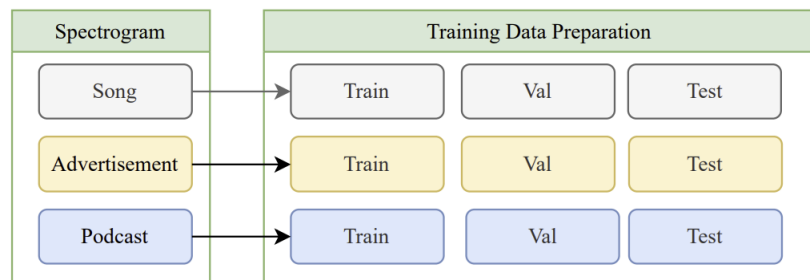 Spectrogram
Training Data Preparation
Song
Train
Val
Test
Advertisement
Train
Val
Test
Podcast
Train
Val
Test